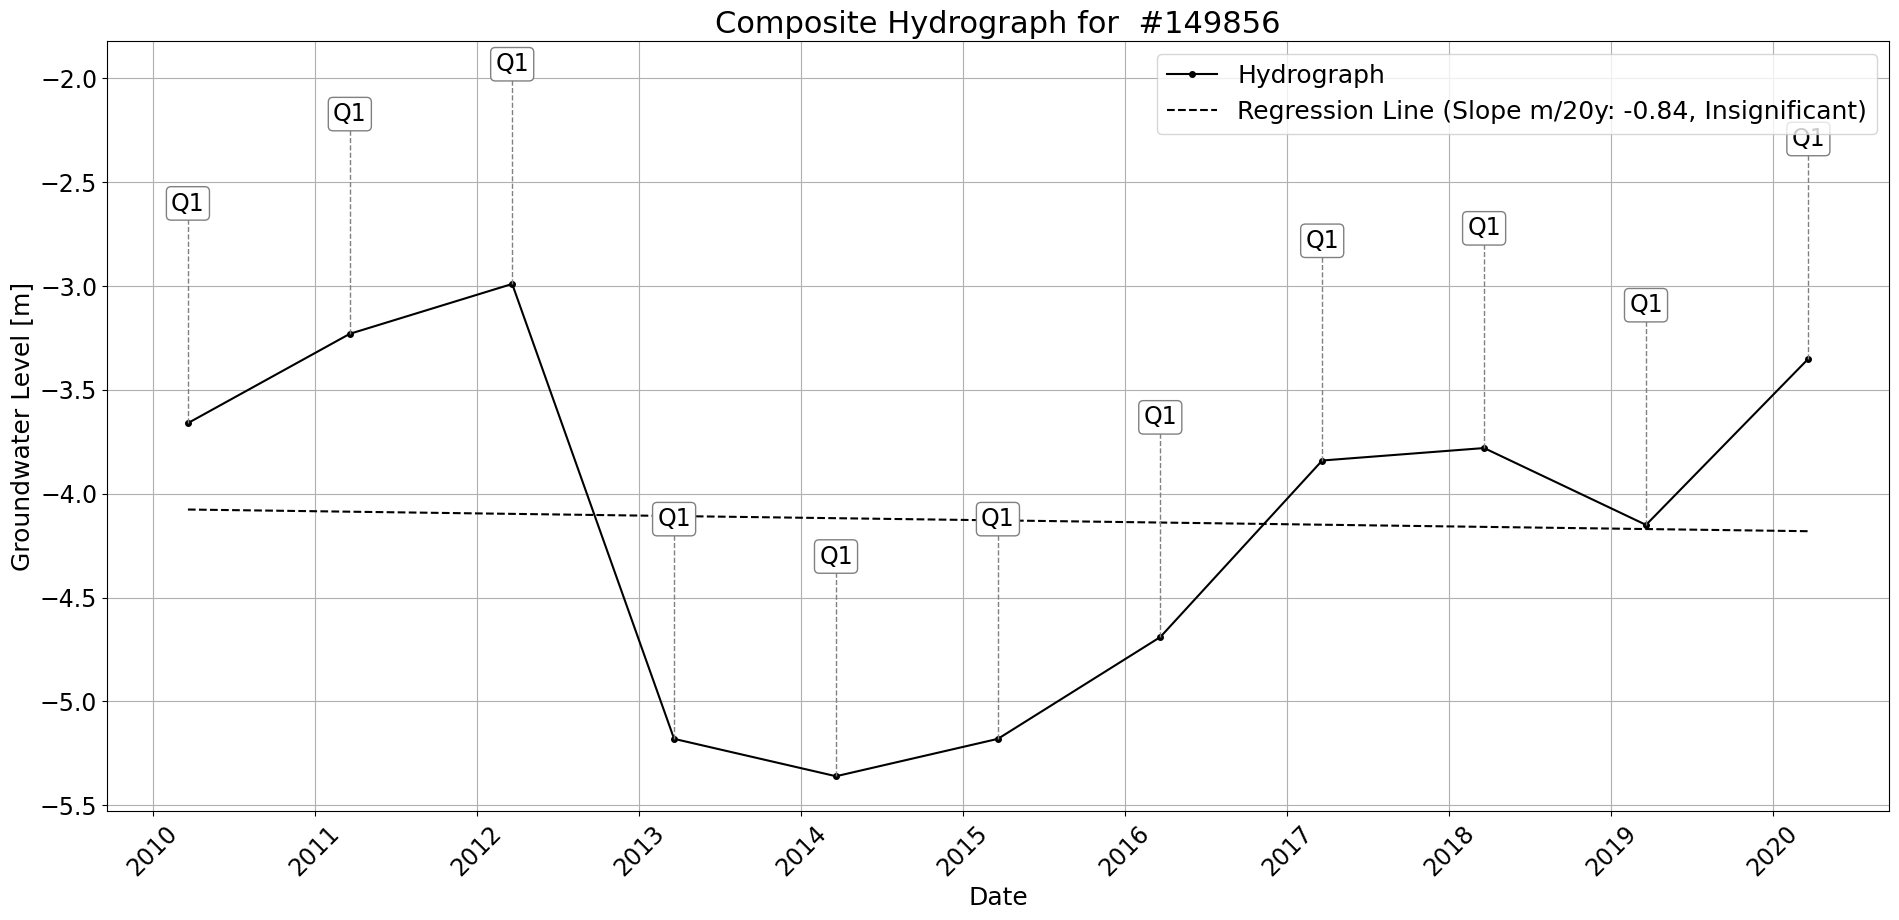 Composite Hydrograph for  #149856
Hydrograph
Regression Line (Slope m/20y: -0.84, Insignificant)
Groundwater Level [m]
−2.0
−2.5
−3.0
−3.5
−4.0
−4.5
−5.0
−5.5
Q1
Q1
Q1
Q1
Q1
Q1
Q1
Q1
Q1
Q1
Q1
2010
2011
2012
2013
2014
2015
2016
2017
2018
2019
2020
Date